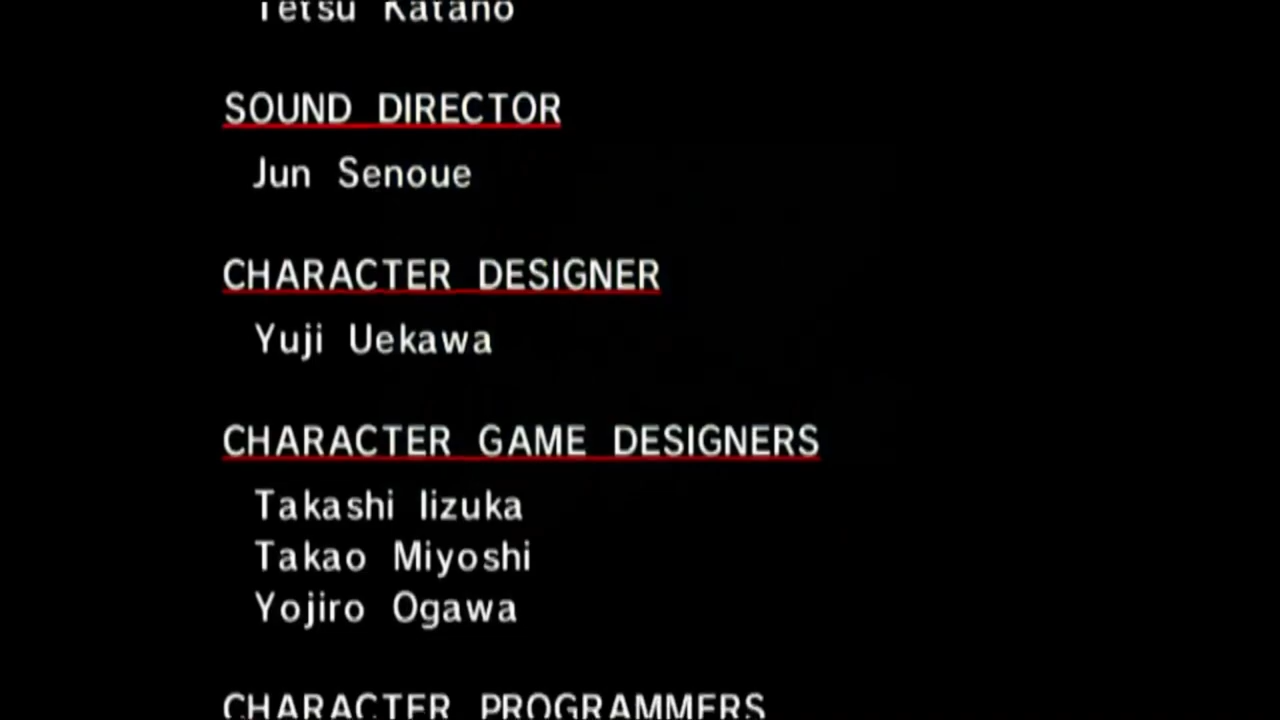 Tetsu Katano
SOUND DIRECTOR
Jun Senoue
CHARACTER DESIGNER
Yuji Uekawa
CHARACTER GAME DESIGNERS
Takashi Iizuka
Takao Miyoshi
Yojiro Ogawa
CHARACTER PROGRAMMERS